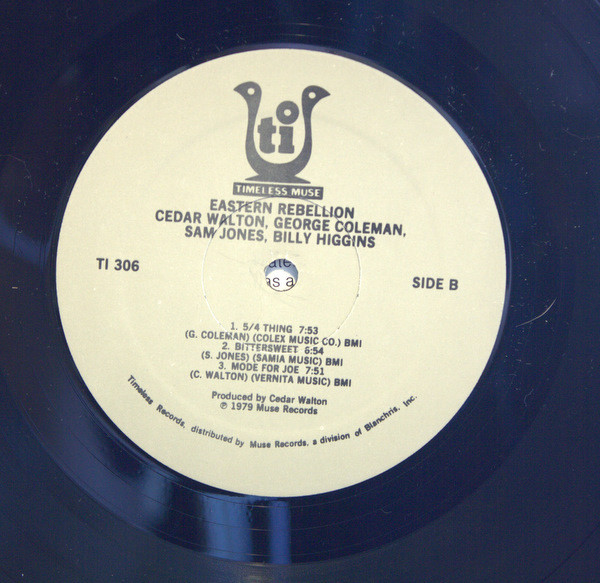 ti
TIMELESS MUSE
EASTERN REBELLION
CEDAR WALTON, GEORGE COLEMAN,
SAM JONES, BILLY HIGGINS
TI 306
SIDE B
as a
1. 5/4 THING 7:53
(G. COLEMAN) (COLEX MUSIC CO.) BMI
2. BITTERSWEET 6:54
(S. JONES) (SAMIA MUSIC) BMI
3. MODE FOR JOE 7:51
(C. WALTON) (VERNITA MUSIC) BMI
Produced by Cedar Walton
℗ 1979 Muse Records
Timeless Records, distributed by Muse Records, a division of Blanchris, Inc.